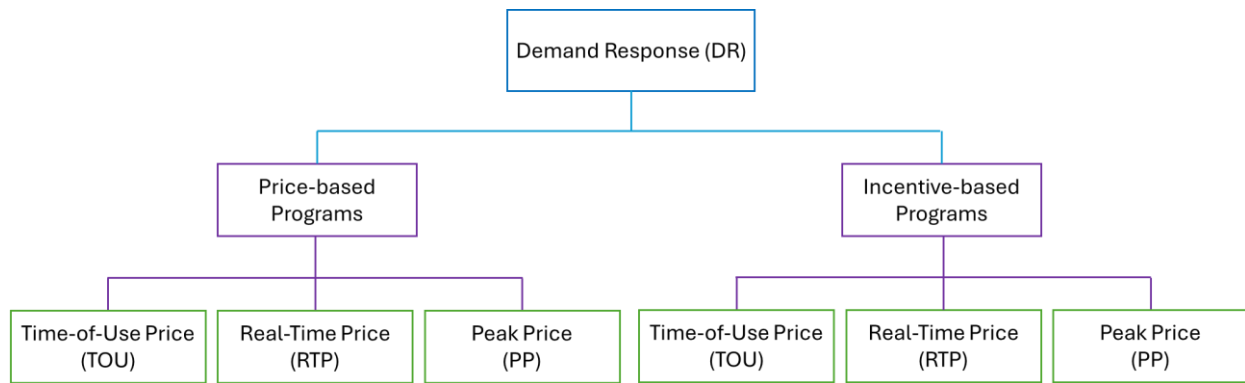 Demand Response (DR)
Price-based
Programs
Incentive-based
Programs
Time-of-Use Price
(TOU)
Real-Time Price
(RTP)
Peak Price
(PP)
Time-of-Use Price
(TOU)
Real-Time Price
(RTP)
Peak Price
(PP)